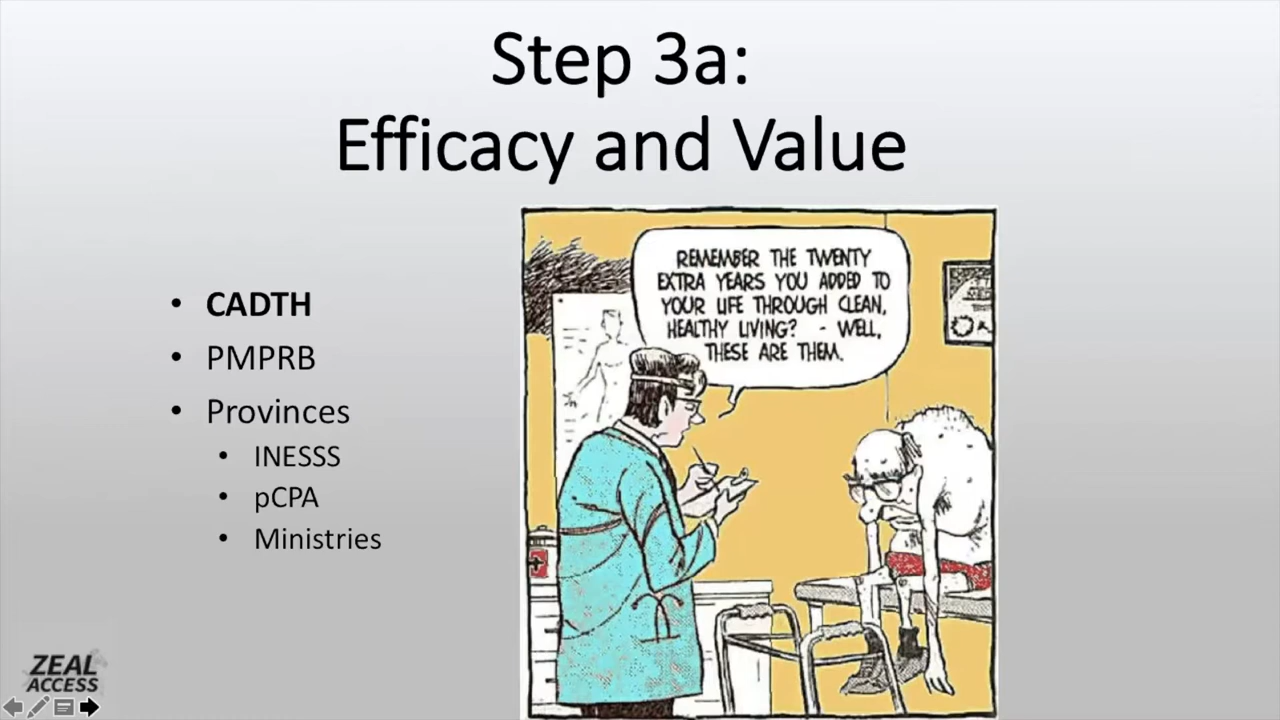 Step 3a:
Efficacy and Value
• CADTH
• PMPRB
• Provinces
• INESSS
• pCPA
• Ministries
REMEMBER THE TWENTY
EXTRA YEARS YOU ADDED TO
YOUR LIFE THROUGH CLEAN,
HEALTHY LIVING? - WELL,
THESE ARE THEM.
ZEAL
ACCESS